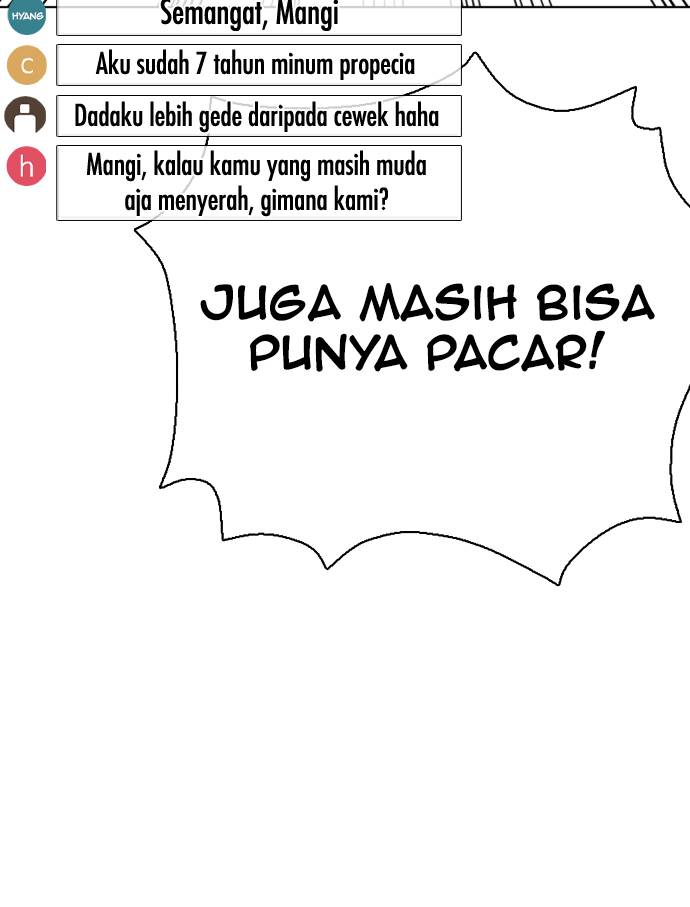 HYANG
Semangat, Mangi
C
Aku sudah 7 tahun minum propecia
Dadaku lebih gede daripada cewek haha
h
Mangi, kalau kamu yang masih muda
aja menyerah, gimana kami?
JUGA MASIH BISA
PUNYA PACAR!